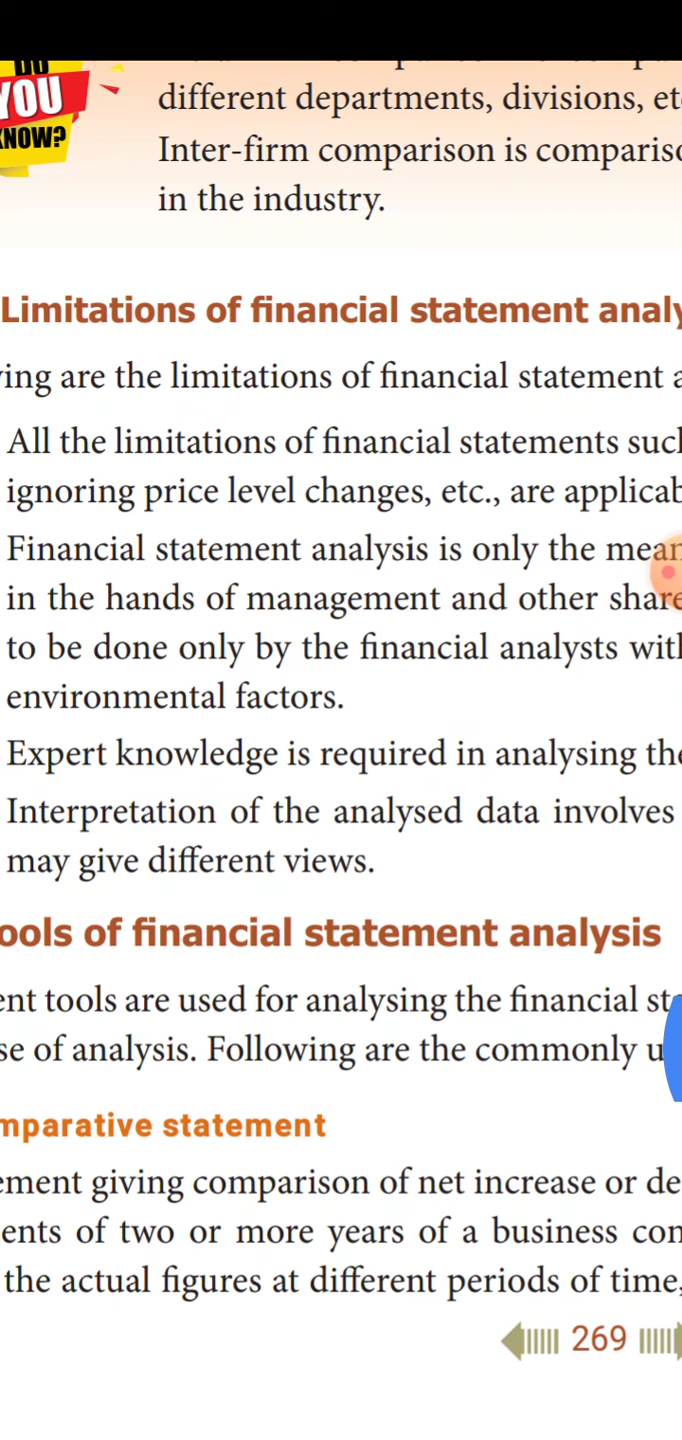 DO
YOU
KNOW?
different departments, divisions, etc
Inter-firm comparison is comparis
in the industry.
Limitations of financial statement analy
ing are the limitations of financial statement a
All the limitations of financial statements such
ignoring price level changes, etc., are applicab
Financial statement analysis is only the mean
in the hands of management and other share
to be done only by the financial analysts with
environmental factors.
Expert knowledge is required in analysing the
Interpretation of the analysed data involves
may give different views.
ools of financial statement analysis
ent tools are used for analysing the financial st
se of analysis. Following are the commonly u
mparative statement
ement giving comparison of net increase or de
ents of two or more years of a business con
the actual figures at different periods of time,
269